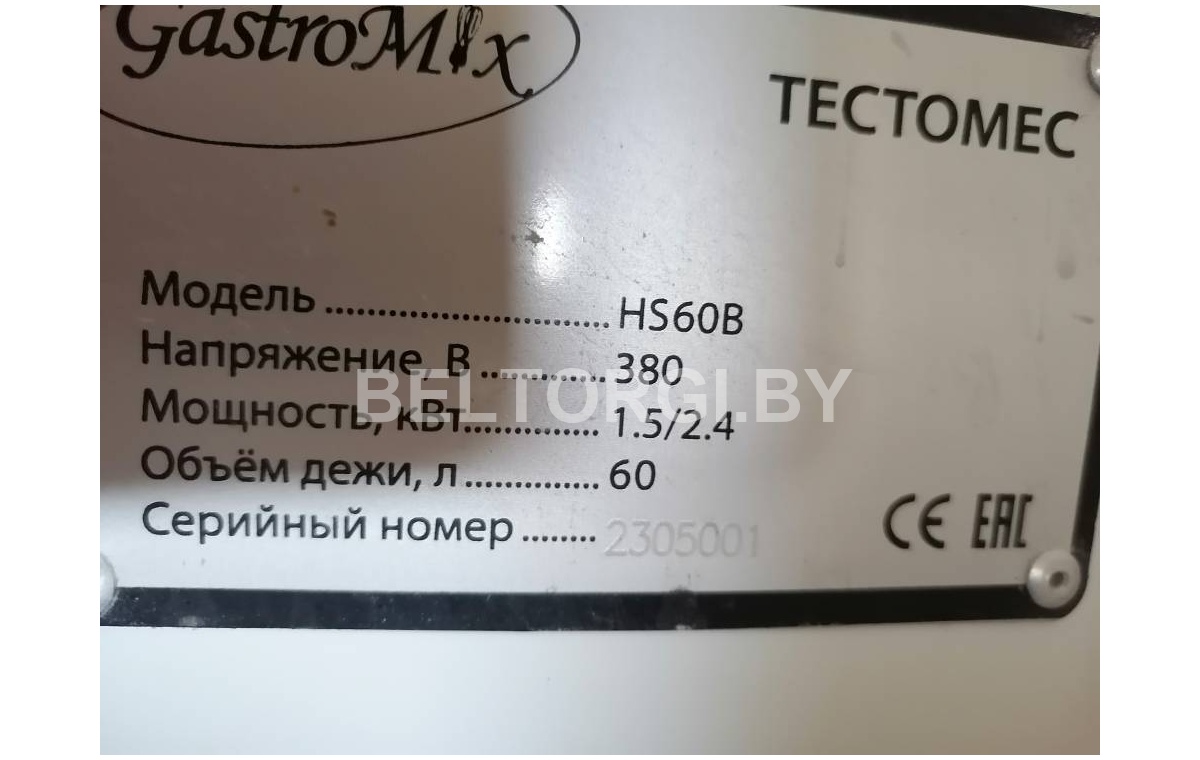 GastroMix
ТЕСТОМЕС
Модель ............................ HS60B
Напряжение, В ............ 380
Мощность, кВт.............. 1.5/2.4
Объём дежи, л .............. 60
Серийный номер ........ 2305001
CE EAC
BELTORGI.BY